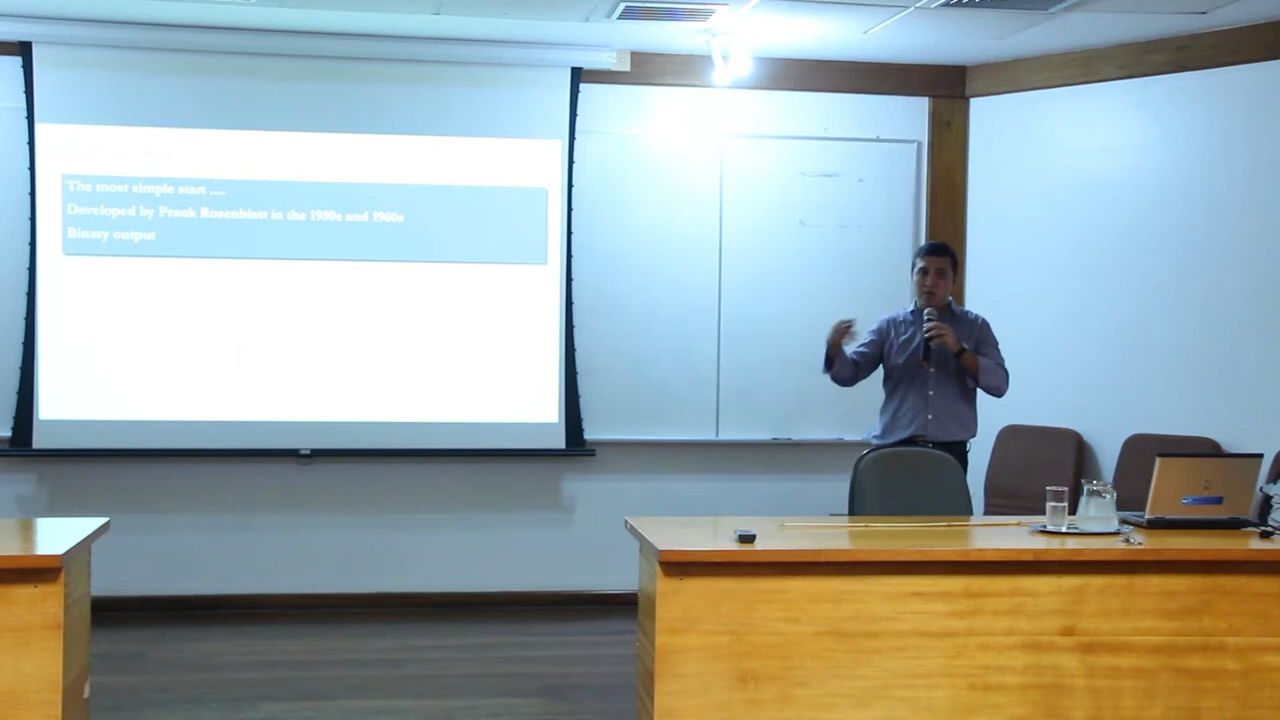 The most simple start ....
Developed by Frank Rosenblatt in the 1950s and 1960s
Binary output